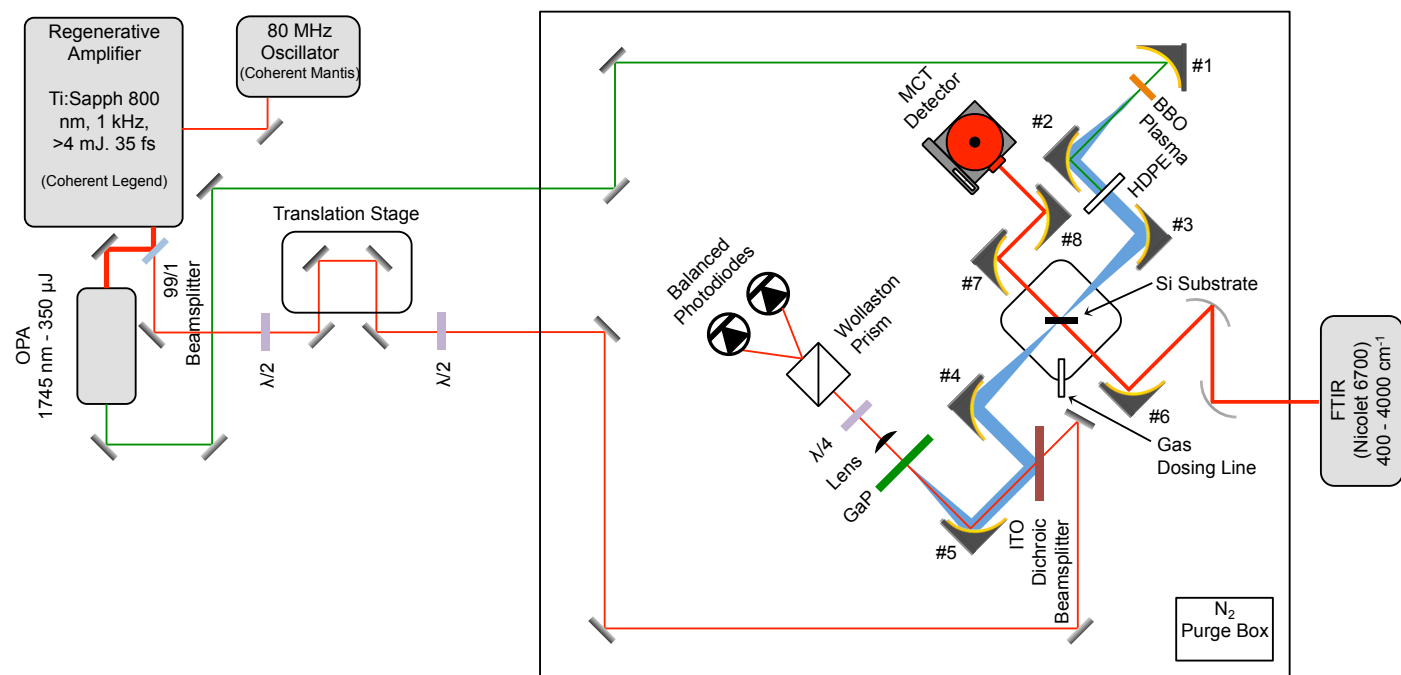 Regenerative
Amplifier
Ti:Sapph 800
nm, 1 kHz,
>4 mJ. 35 fs
(Coherent Legend)
80 MHz
Oscillator
(Coherent Mantis)
OPA
1745 nm - 350 µJ
99/1
Beamsplitter
Translation Stage
λ/2
λ/2
#1
BBO
Plasma
HDPE
#2
#3
MCT
Detector
#8
#7
Balanced
Photodiodes
Wollaston
Prism
Si Substrate
#4
#6
Gas
Dosing Line
λ/4
Lens
GaP
#5
ITO
Dichroic
Beamsplitter
FTIR
(Nicolet 6700)
400 - 4000 cm⁻¹
N₂
Purge Box